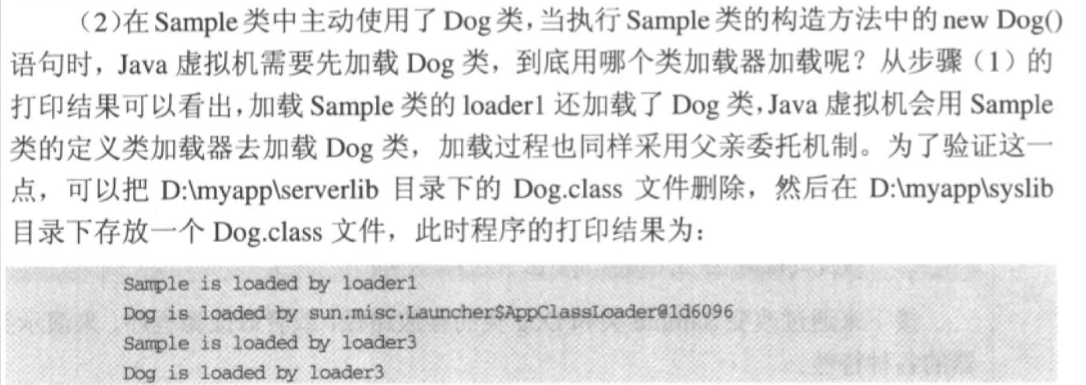 (2)在 Sample 类中主动使用了 Dog 类,当执行 Sample 类的构造方法中的 new Dog()
语句时，Java 虚拟机需要先加载 Dog 类，到底用哪个类加载器加载呢？从步骤（1）的
打印结果可以看出,加载 Sample 类的 loader1 还加载了 Dog 类,Java 虚拟机会用 Sample
类的定义类加载器去加载 Dog 类，加载过程也同样采用父亲委托机制。为了验证这一
点，可以把 D:\myapp\serverlib 目录下的 Dog.class 文件删除，然后在 D:\myapp\syslib
目录下存放一个 Dog.class 文件，此时程序的打印结果为：
Sample is loaded by loader1
Dog is loaded by sun.misc.Launcher$AppClassLoader@1d6096
Sample is loaded by loader3
Dog is loaded by loader3